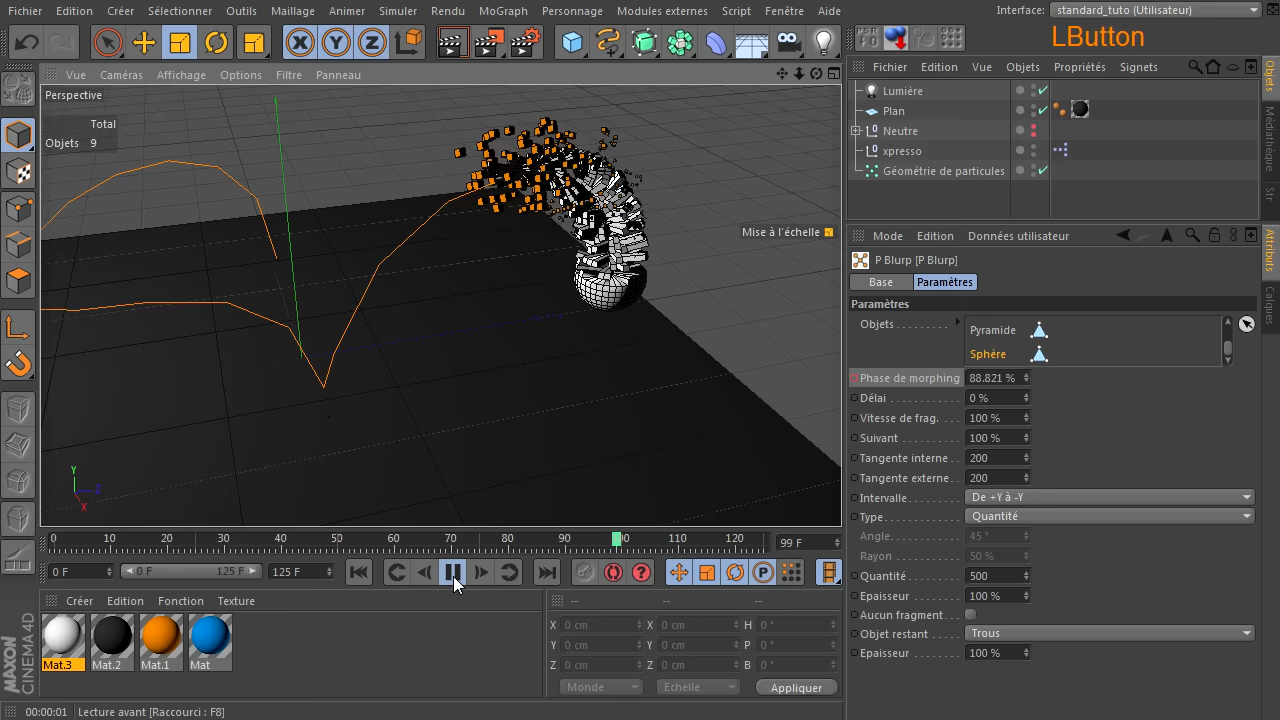 Fichier Edition Créer Sélectionner Outils Maillage Animer Simuler Rendu MoGraph Personnage Modules externes Script Fenêtre Aide
Interface: standard_tuto (Utilisateur)
LButton
X Y Z
PSR
Vue Caméras Affichage Options Filtre Panneau
Fichier Edition Vue Objets Propriétés Signets
Objets
Médiathèque
Str
Perspective
Total
Objets 9
Mise à l'échelle
Lumière
Plan
Neutre
xpresso
Géométrie de particules
Mode Edition Données utilisateur
Attributs
Calques
P Blurp [P Blurp]
Base Paramètres
Paramètres
Objets
Pyramide
Sphère
Phase de morphing 88.821 %
Délai 0 %
Vitesse de frag. 100 %
Suivant 100 %
Tangente interne 200
Tangente externe 200
Intervalle De +Y à -Y
Type Quantité
Angle 45 °
Rayon 50 %
Quantité 500
Epaisseur 100 %
Aucun fragment
Objet restant Trous
Epaisseur 100 %
Y
Z
X
0 10 20 30 40 50 60 70 80 90 00 110 120
99 F
0 F 0 F 125 F 125 F
P
Créer Edition Fonction Texture
Mat.3 Mat.2 Mat.1 Mat
-- -- --
X 0 cm X 0 cm H 0 °
Y 0 cm Y 0 cm P 0 °
Z 0 cm Z 0 cm B 0 °
Monde Echelle Appliquer
MAXON
CINEMA 4D
00:00:01 Lecture avant [Raccourci : F8]